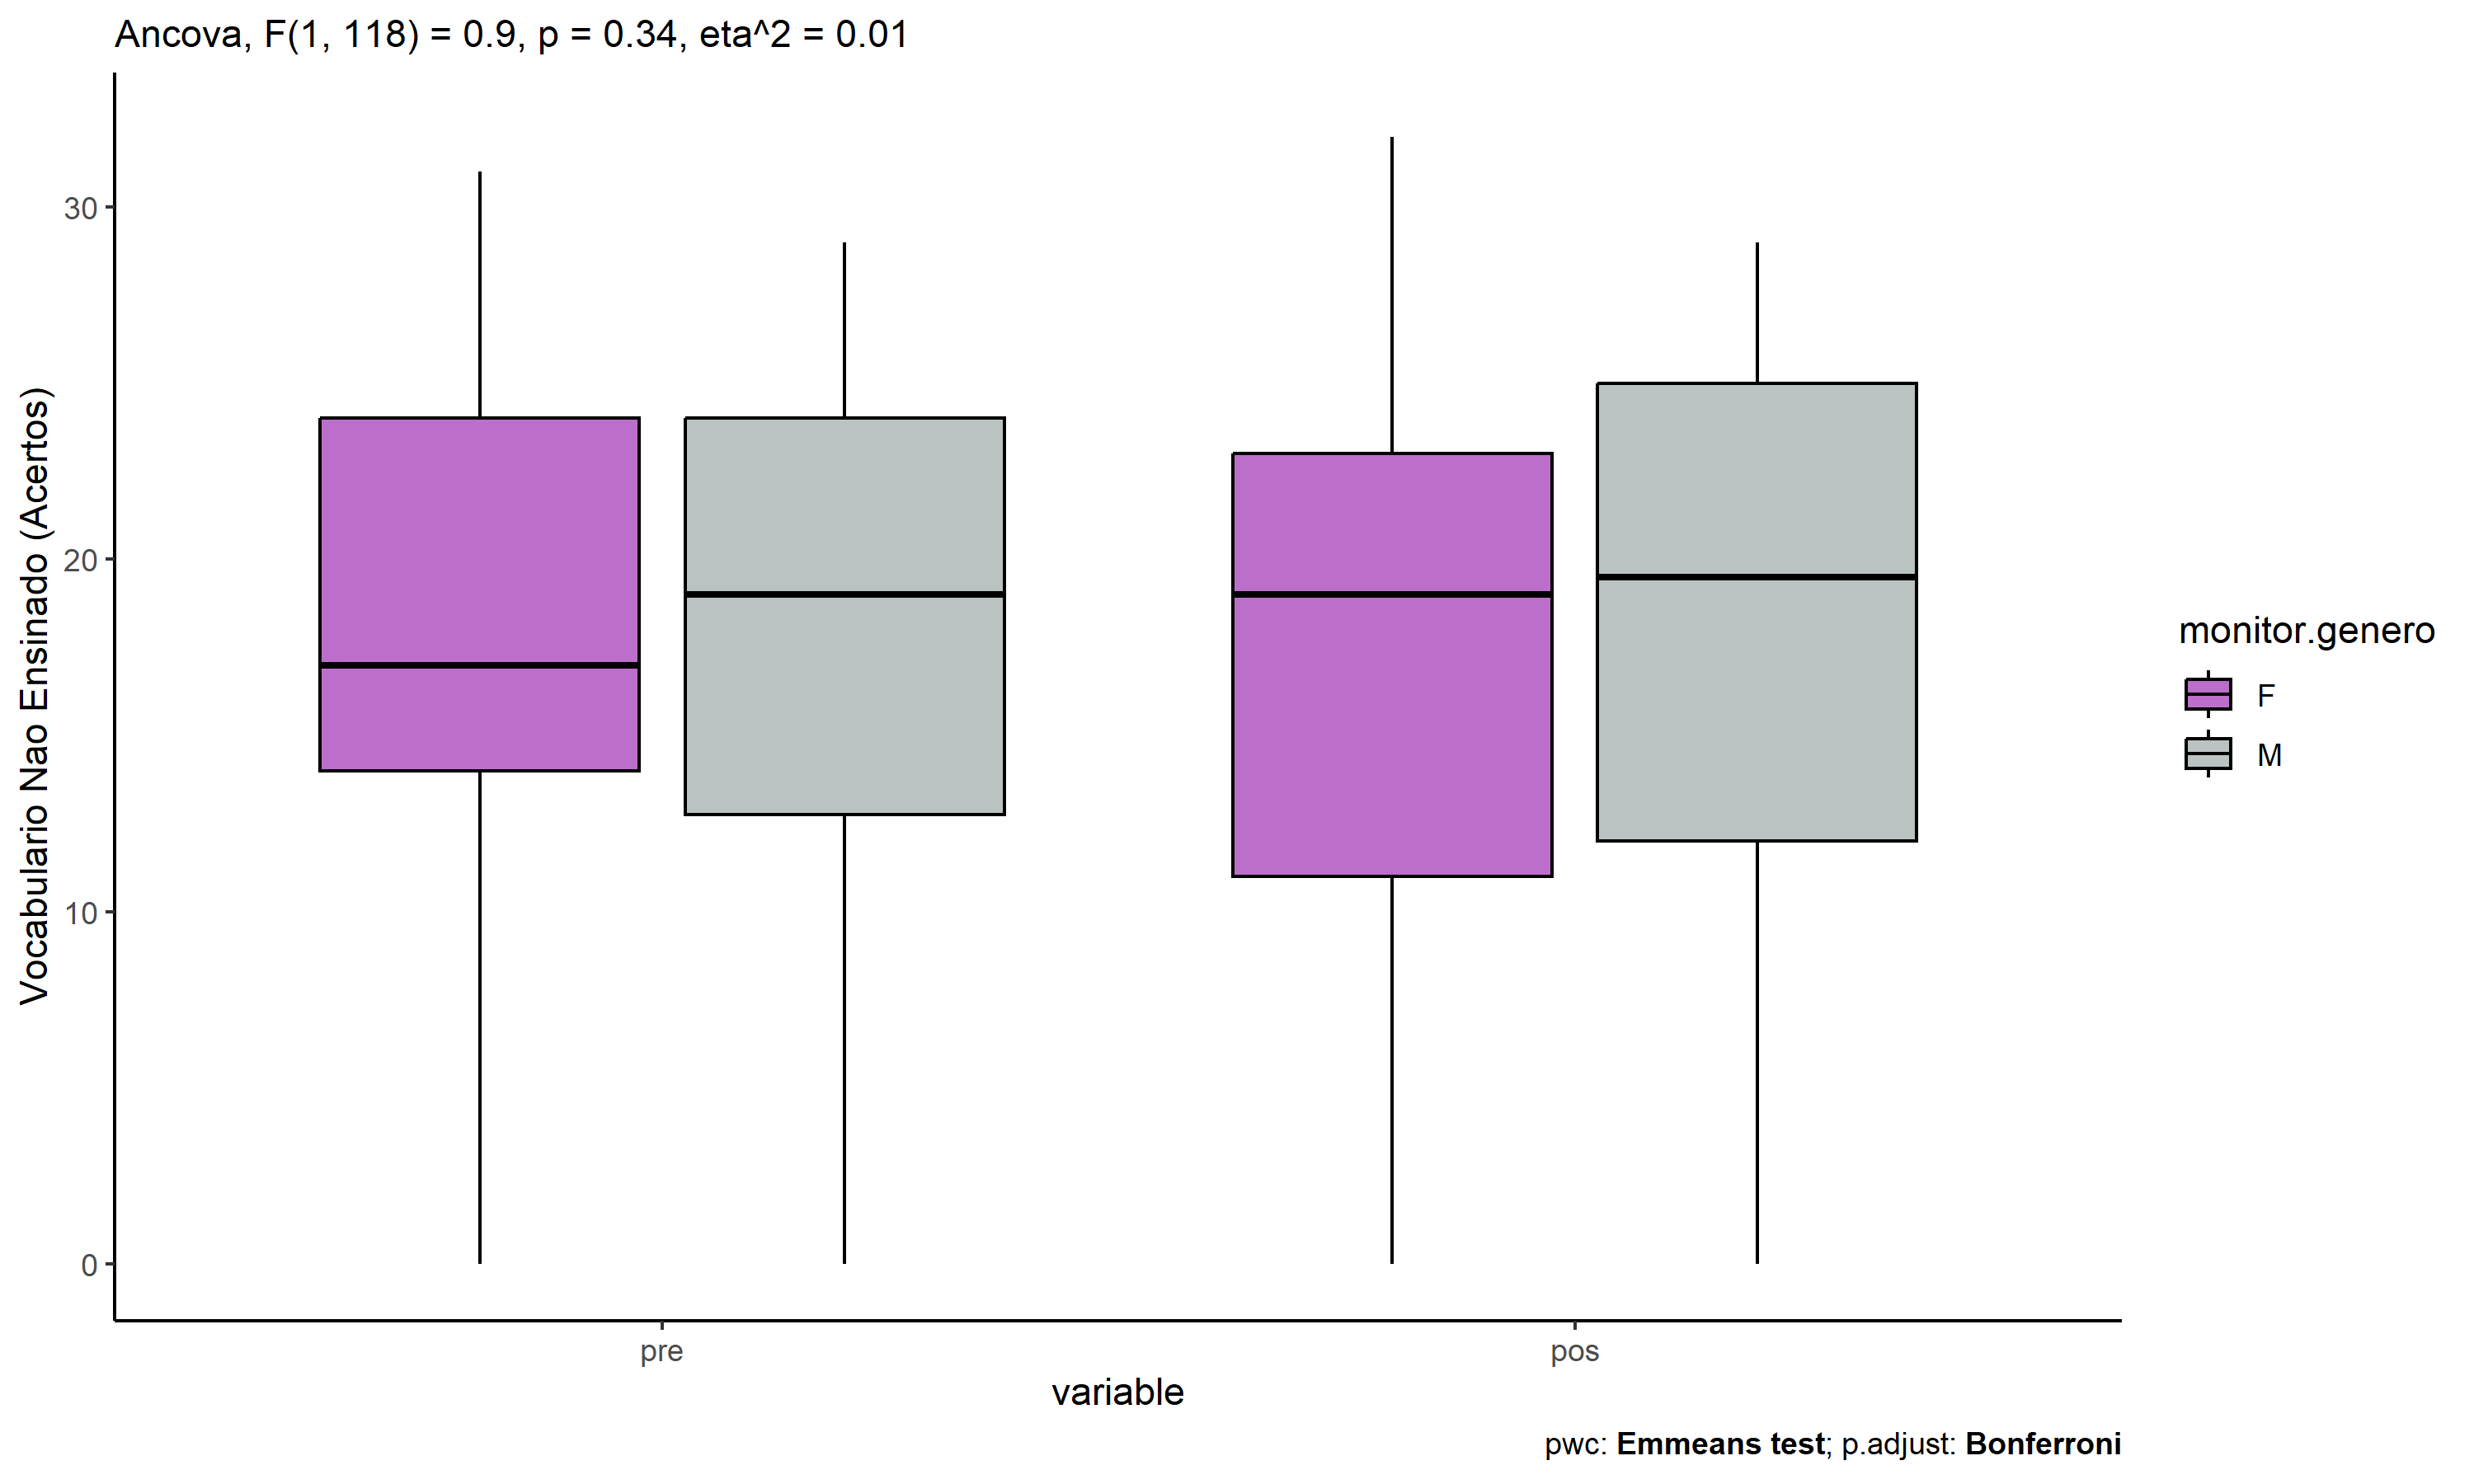 Ancova, F(1, 118) = 0.9, p = 0.34, eta^2 = 0.01
Vocabulario Nao Ensinado (Acertos)
30
20
10
0
pre
pos
variable
monitor.genero
F
M
pwc: Emmeans test; p.adjust: Bonferroni